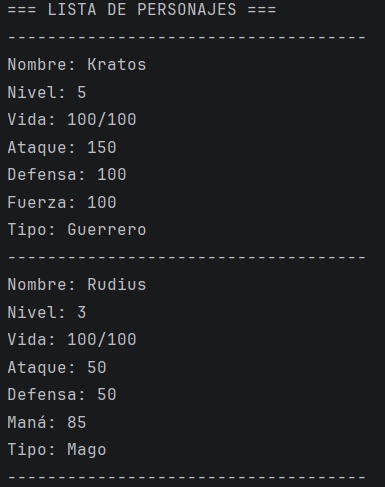 === LISTA DE PERSONAJES ===
------------------------------------
Nombre: Kratos
Nivel: 5
Vida: 100/100
Ataque: 150
Defensa: 100
Fuerza: 100
Tipo: Guerrero
------------------------------------
Nombre: Rudius
Nivel: 3
Vida: 100/100
Ataque: 50
Defensa: 50
Maná: 85
Tipo: Mago
------------------------------------